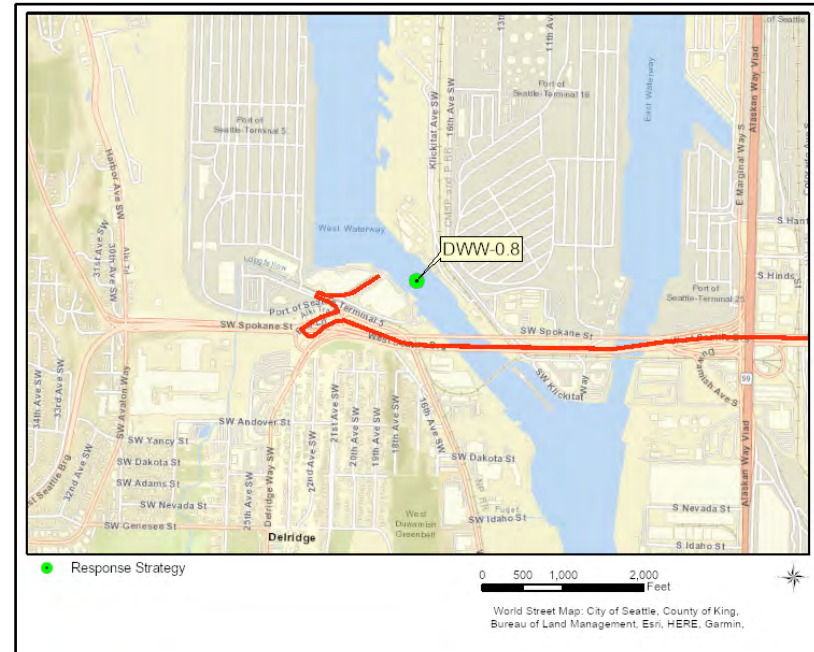 of Seattle
13th
11th Ave
Port of
Seattle-Terminal 5
Port of
Seattle-Terminal 18
Klickitat Ave SW
16th Ave SW
East Waterway
E Marginal Way S
Alaskan Way Viad
Harbor Ave SW
West Waterway
DWW-0.8
S Hinds
31st Ave SW
30th Ave SW
Port of
Seattle-Terminal 25
Port of Seattle Terminal 5
SW Spokane St
SW Spokane St
34th Ave SW
33rd Ave SW
SW Avalon Way
SW Klickitat
Way
Duwamish Ave S
99
SW Andover St
SW Yancy St
SW Dakota St
SW Adams St
SW Nevada St
SW Genesee St
32nd Ave SW
25th Ave SW
Delridge Way SW
22nd Ave SW
21st Ave SW
20th Ave SW
19th Ave SW
18th Ave SW
16th Ave SW
SW Dakota St
Puget
SW Idaho St
West
Duwamish
Greenbelt
Delridge
Alaskan Way Viad
S Nevada St
S Idaho St
Response Strategy
0 500 1,000 2,000
Feet
World Street Map: City of Seattle, County of King,
Bureau of Land Management, Esri, HERE, Garmin,